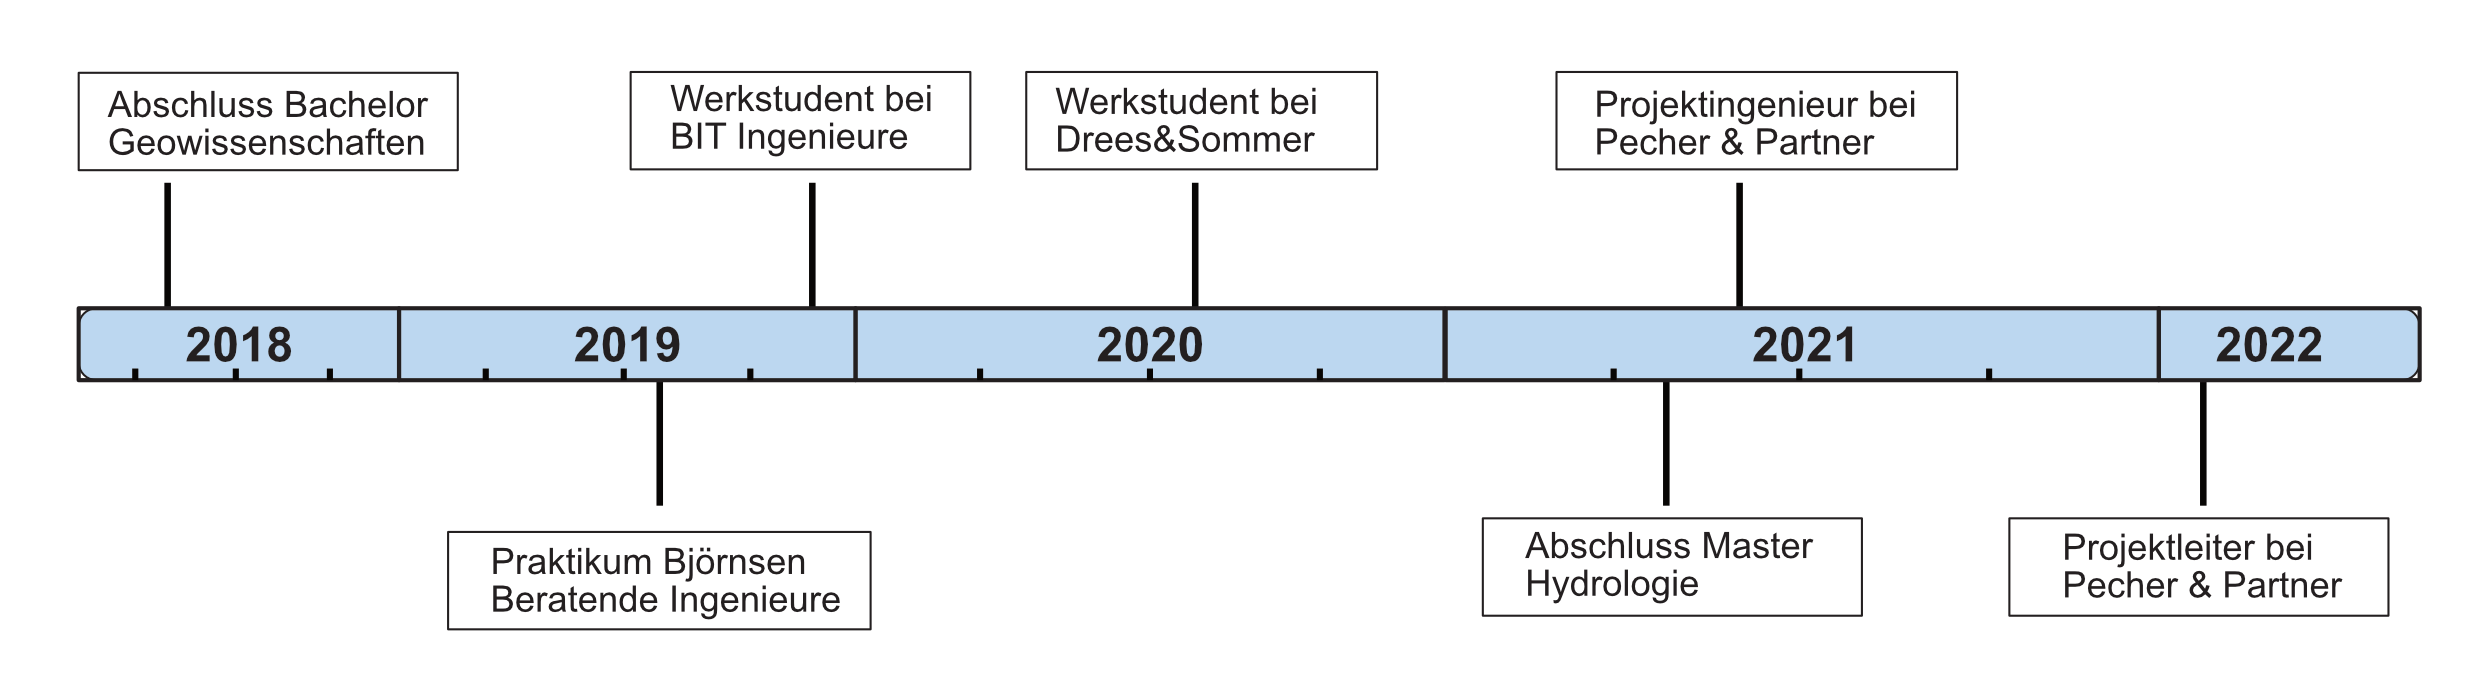 Abschluss Bachelor
Geowissenschaften
Werkstudent bei
BIT Ingenieure
Werkstudent bei
Drees&Sommer
Projektingenieur bei
Pecher & Partner
2018
2019
2020
2021
2022
Praktikum Björnsen
Beratende Ingenieure
Abschluss Master
Hydrologie
Projektleiter bei
Pecher & Partner